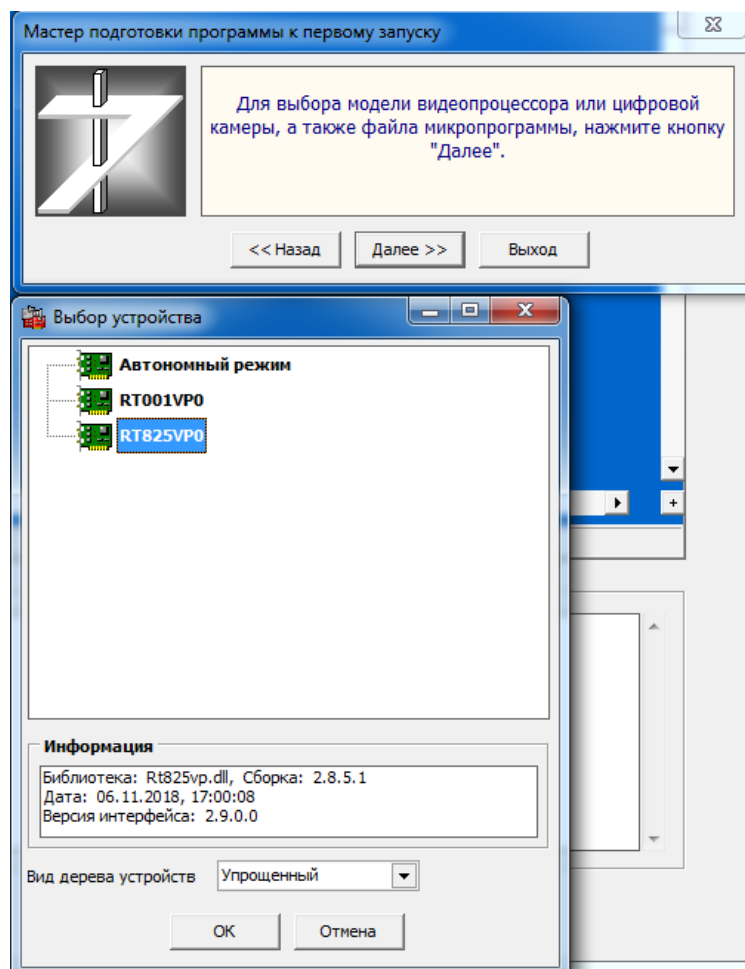 Мастер подготовки программы к первому запуску
Для выбора модели видеопроцессора или цифровой
камеры, а также файла микропрограммы, нажмите кнопку
"Далее".
<< Назад
Далее >>
Выход
Выбор устройства
Автономный режим
RT001VP0
RT825VP0
Информация
Библиотека: Rt825vp.dll, Сборка: 2.8.5.1
Дата: 06.11.2018, 17:00:08
Версия интерфейса: 2.9.0.0
Вид дерева устройств
Упрощенный
ОК
Отмена